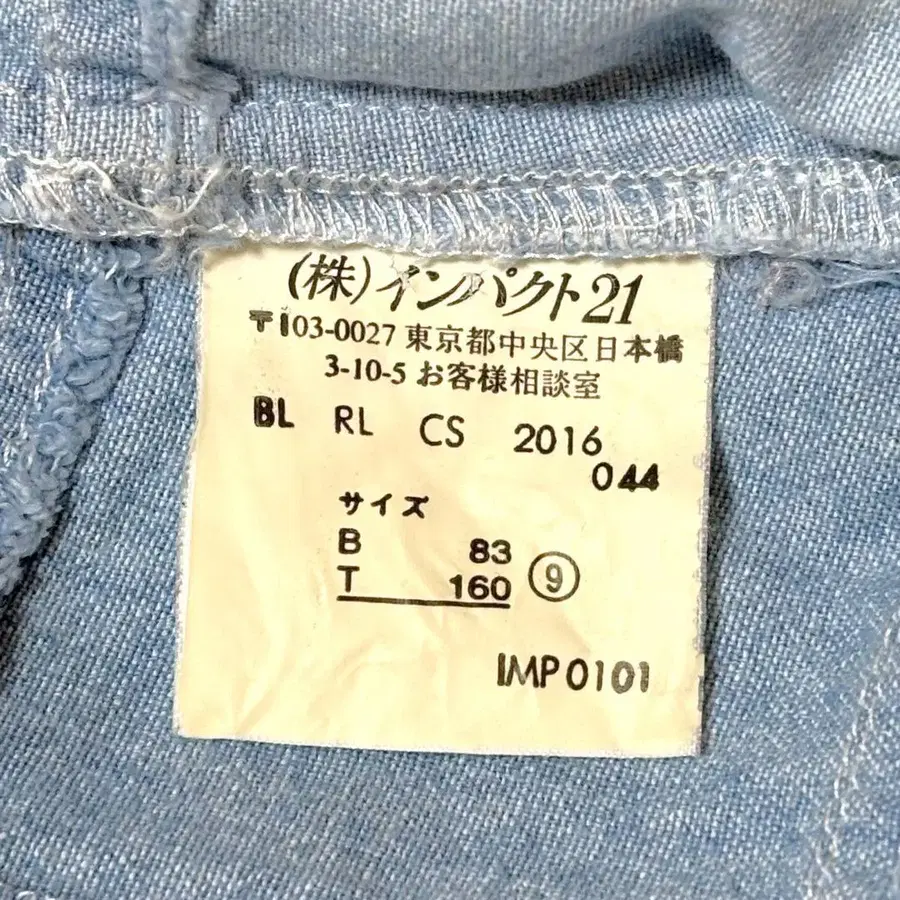 (株)インパクト21
〒103-0027 東京都中央区日本橋
3-10-5 お客様相談室
BL RL CS 2016
044
サイズ
B 83
T 160 ⑨
IMP0101